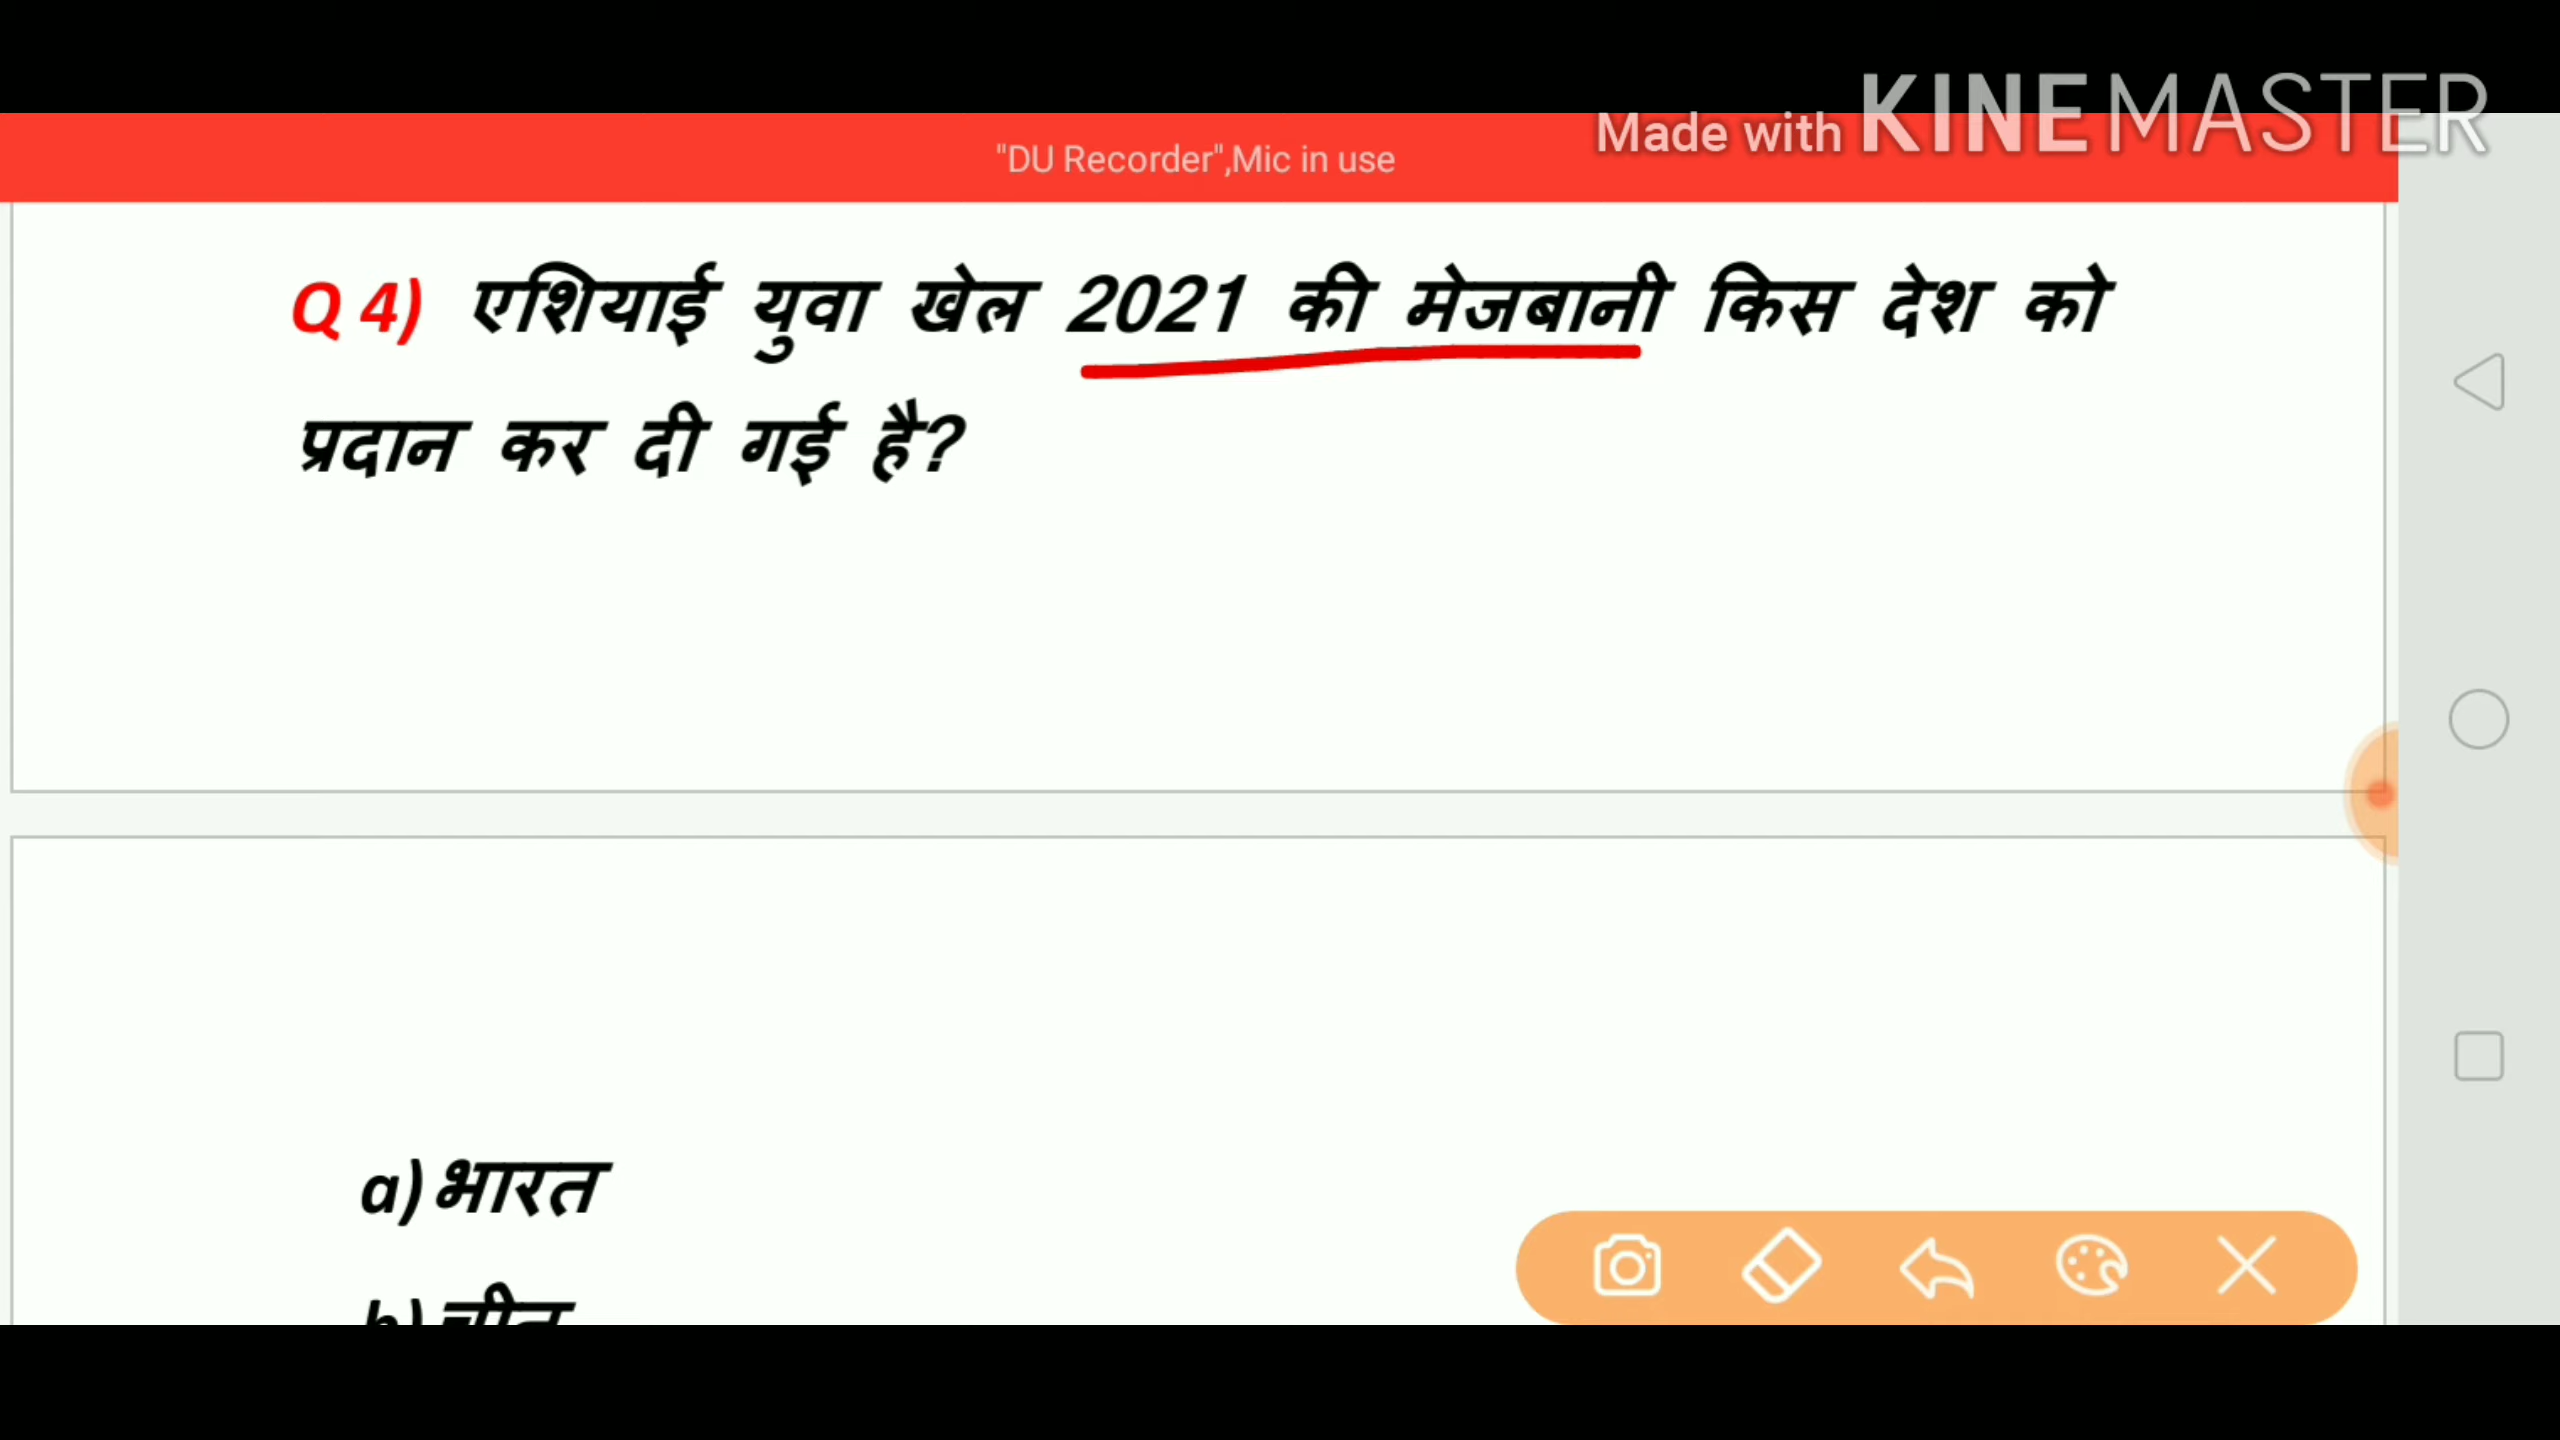 Made with KINEMASTER
"DU Recorder",Mic in use
Q 4) एशियाई युवा खेल 2021 की मेजबानी किस देश को
प्रदान कर दी गई है?
a) भारत
b) चीन